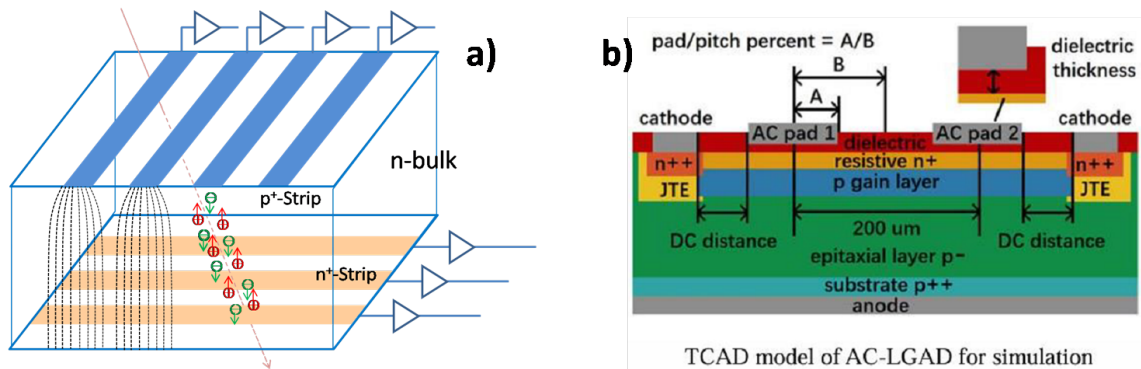 a)
n-bulk
p⁺-Strip
n⁺-Strip
b)
pad/pitch percent = A/B
B
A
dielectric
thickness
cathode
cathode
AC pad 1
AC pad 2
dielectric
n++
resistive n+
n++
JTE
p gain layer
JTE
DC distance
200 um
DC distance
epitaxial layer p-
substrate p++
anode
TCAD model of AC-LGAD for simulation